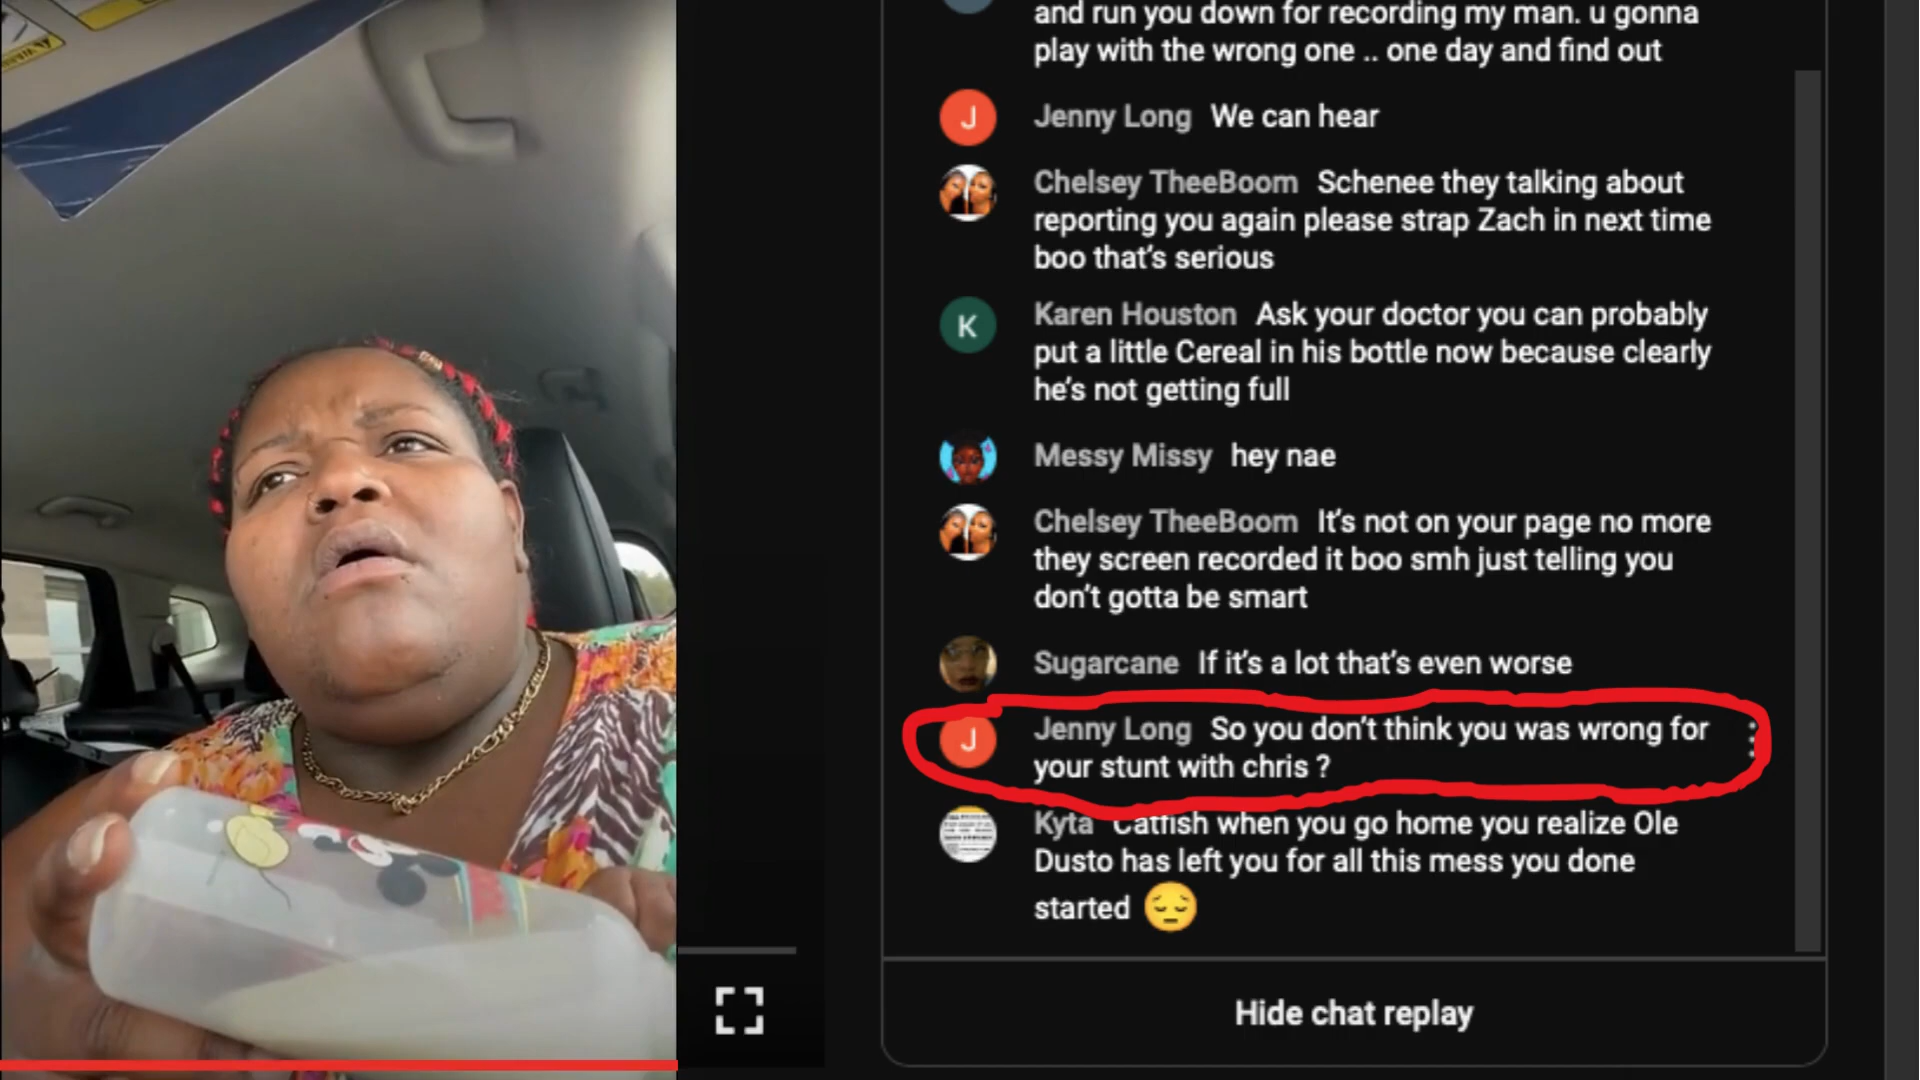 and run you down for recording my man. u gonna
play with the wrong one .. one day and find out
J Jenny Long We can hear
Chelsey TheeBoom Schenee they talking about
reporting you again please strap Zach in next time
boo that's serious
K Karen Houston Ask your doctor you can probably
put a little Cereal in his bottle now because clearly
he's not getting full
Messy Missy hey nae
Chelsey TheeBoom It's not on your page no more
they screen recorded it boo smh just telling you
don't gotta be smart
Sugarcane If it's a lot that's even worse
J Jenny Long So you don't think you was wrong for
your stunt with chris ?
Kyta Catfish when you go home you realize Ole
Dusto has left you for all this mess you done
started 😔
Hide chat replay